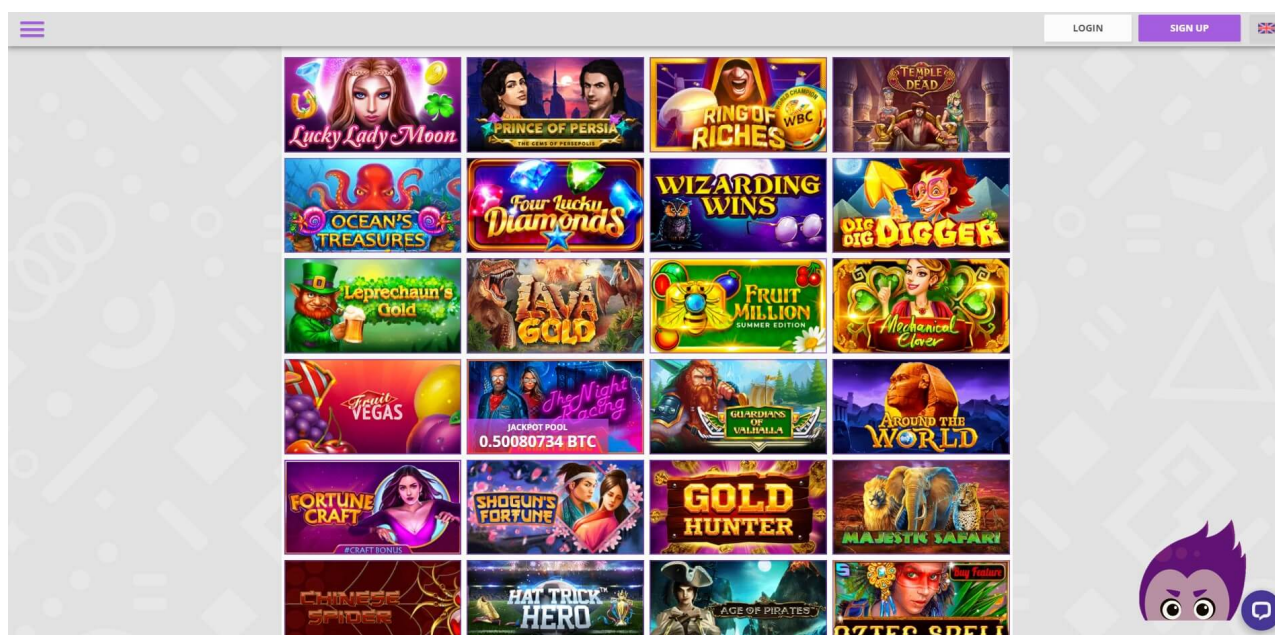 LOGIN
SIGN UP
Lucky Lady Moon
PRINCE OF PERSIA
THE GEMS OF PERSEPOLIS
RING OF
RICHES
WBC
TEMPLE
OF
DEAD
OCEAN'S
TREASURES
Four Lucky
Diamonds
WIZARDING
WINS
DIG
DIG DIGGER
Leprechaun's
Gold
LAVA
GOLD
FRUIT
MILLION
SUMMER EDITION
Mechanical
Clover
Fruit
VEGAS
The Night
Racing
JACKPOT POOL
0.50080734 BTC
GUARDIANS
OF
VALHALLA
AROUND THE
WORLD
FORTUNE
CRAFT
#CRAFT BONUS
SHOGUN'S
FORTUNE
GOLD
HUNTER
MAJESTIC SAFARI
CHINESE
SPIDER
HAT TRICK
HERO
AGE OF PIRATES
Buy Feature
AZTEC SPELL